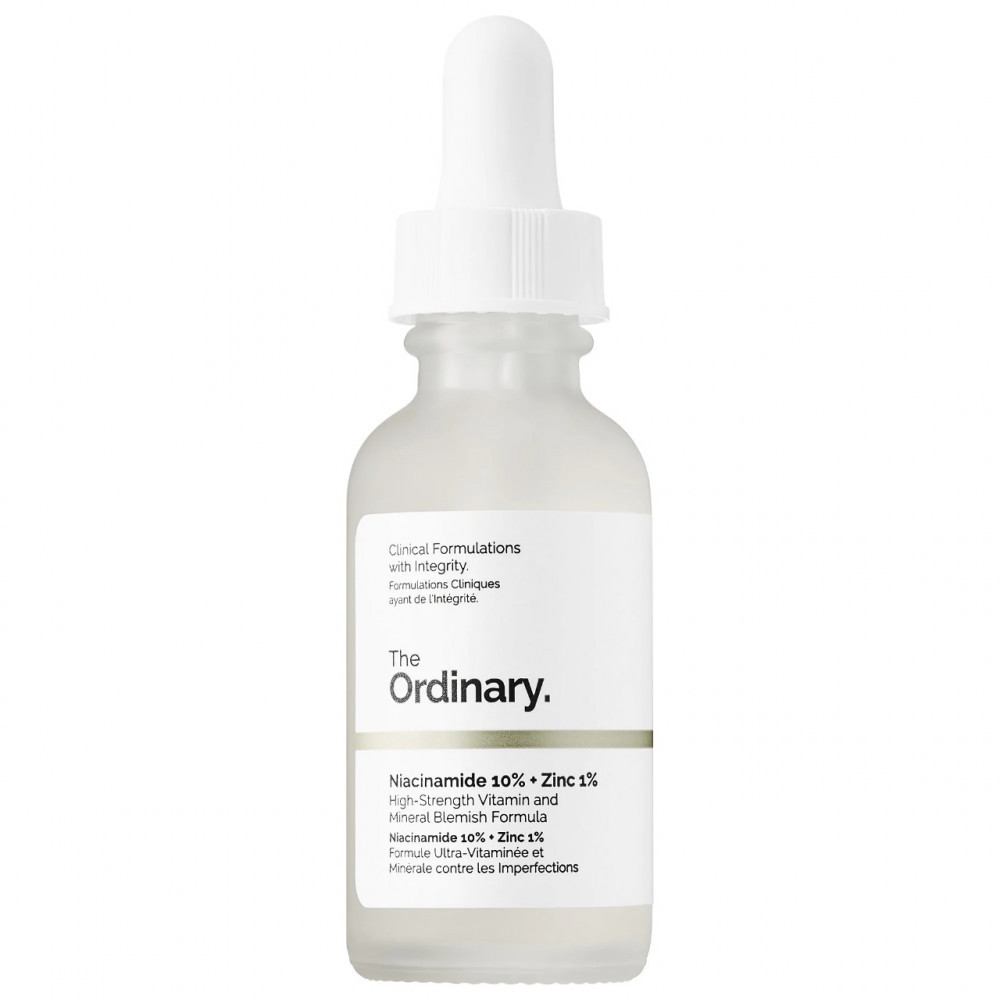 Clinical Formulations
with Integrity.
Formulations Cliniques
ayant de l'Intégrité.
The
Ordinary.
Niacinamide 10% + Zinc 1%
High-Strength Vitamin and
Mineral Blemish Formula
Niacinamide 10% + Zinc 1%
Formule Ultra-Vitaminée et
Minérale contre les Imperfections